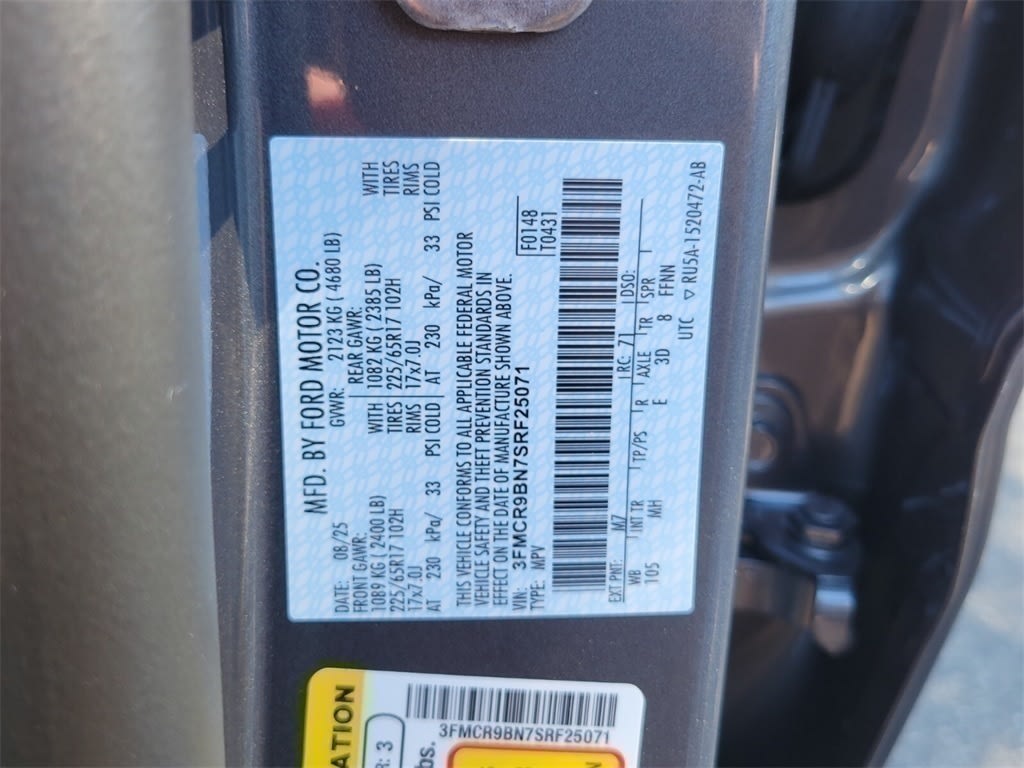 MFD. BY FORD MOTOR CO.
DATE: 08/25 GVWR: 2123 KG ( 4680 LB)
FRONT GAWR: REAR GAWR:
1089 KG ( 2400 LB) WITH 1082 KG ( 2385 LB) WITH
225/65R17 102H TIRES 225/65R17 102H TIRES
17x7.0J RIMS 17x7.0J RIMS
AT 230 kPa/ 33 PSI COLD AT 230 kPa/ 33 PSI COLD
THIS VEHICLE CONFORMS TO ALL APPLICABLE FEDERAL MOTOR
VEHICLE SAFETY AND THEFT PREVENTION STANDARDS IN
EFFECT ON THE DATE OF MANUFACTURE SHOWN ABOVE.
VIN: 3FMCR9BN7SRF25071 F0148
TYPE: MPV T0431
EXT PNT: M7 RC: 71 DSO:
WB INT TR TP/PS R AXLE TR SPR
105 MH E 3D 8 FFNN
UTC ▽ RU5A-1520472-AB
ATION
R: 3
bs.
3FMCR9BN7SRF25071